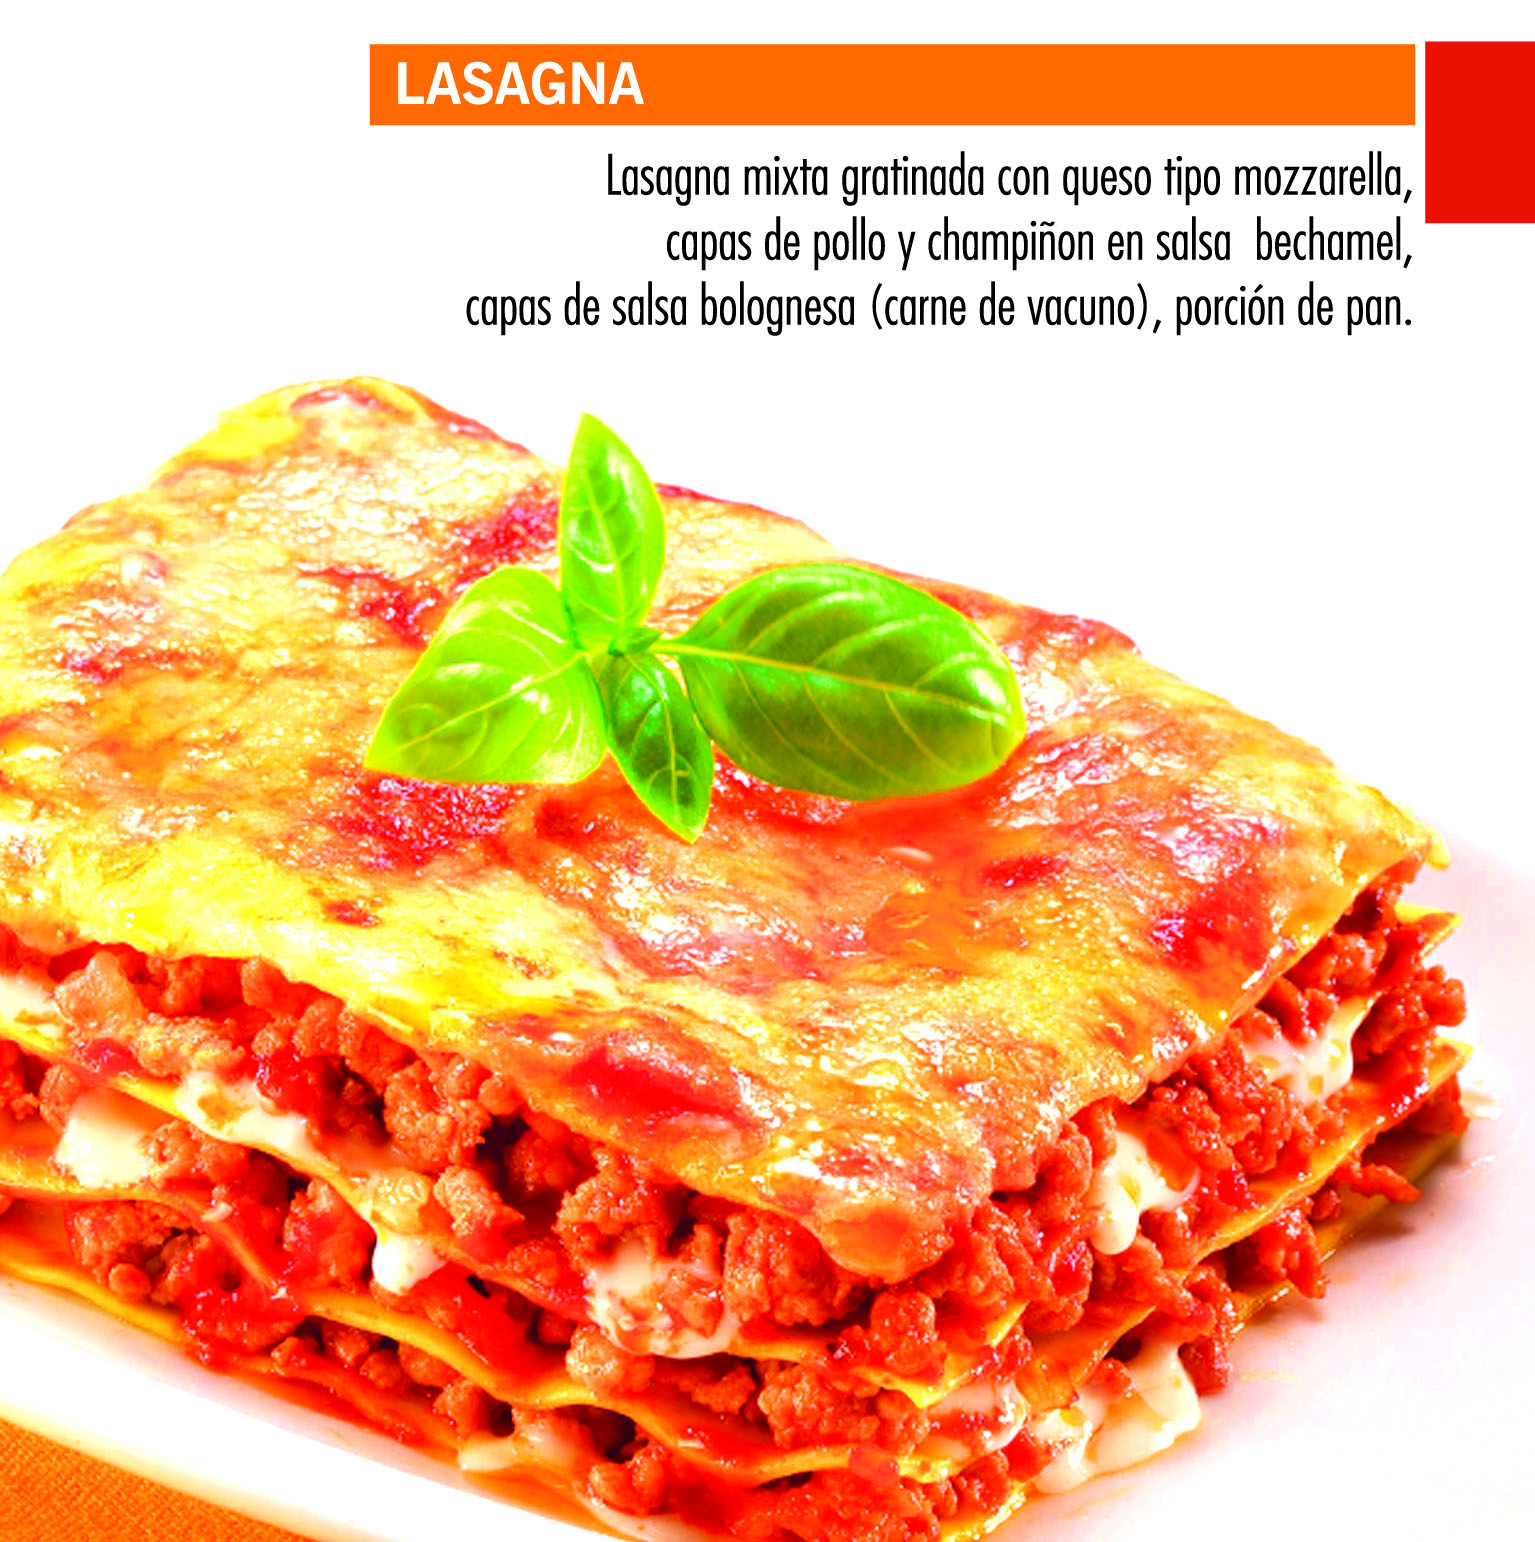 LASAGNA
Lasagna mixta gratinada con queso tipo mozzarella,
capas de pollo y champiñon en salsa bechamel,
capas de salsa bolognesa (carne de vacuno), porción de pan.